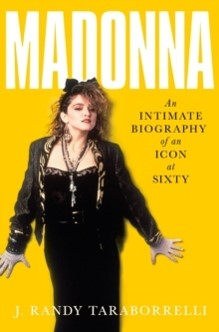 MADONNA
An
INTIMATE
BIOGRAPHY
of an
ICON
at
SIXTY
J. RANDY TARABORRELLI